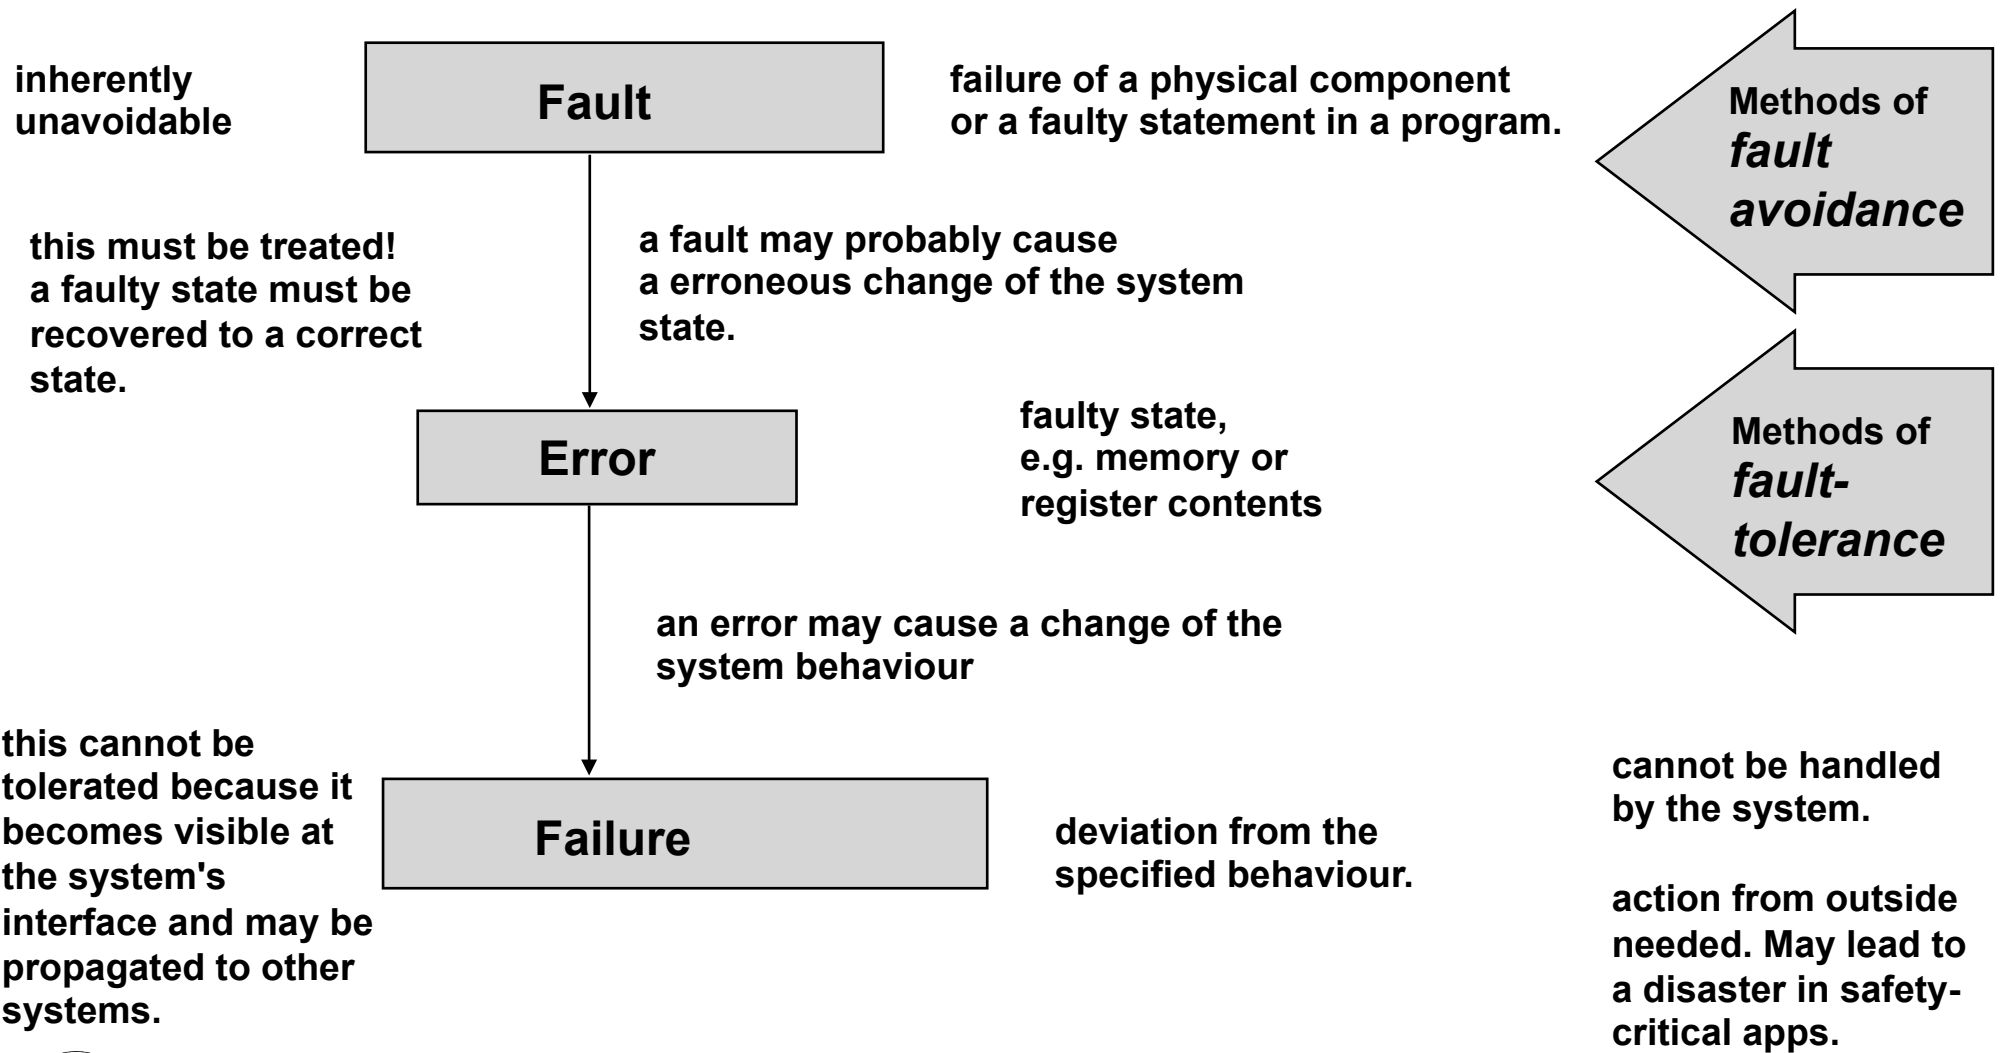 inherently
unavoidable
Fault
failure of a physical component
or a faulty statement in a program.
Methods of
fault
avoidance
this must be treated!
a faulty state must be
recovered to a correct
state.
a fault may probably cause
a erroneous change of the system
state.
Error
faulty state,
e.g. memory or
register contents
Methods of
fault-
tolerance
an error may cause a change of the
system behaviour
this cannot be
tolerated because it
becomes visible at
the system's
interface and may be
propagated to other
systems.
Failure
deviation from the
specified behaviour.
cannot be handled
by the system.
action from outside
needed. May lead to
a disaster in safety-
critical apps.